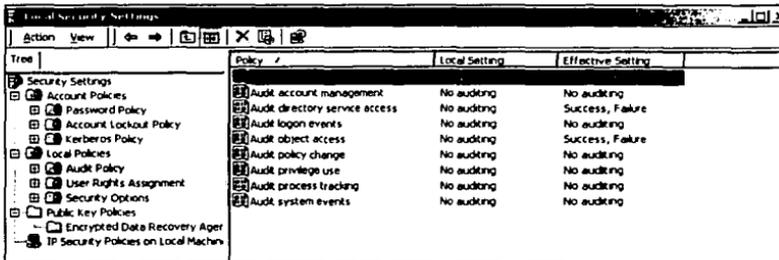 Local Security Settings
Action View
Tree
Policy Local Setting Effective Setting
Security Settings
Account Policies
Password Policy
Account Lockout Policy
Kerberos Policy
Local Policies
Audit Policy
User Rights Assignment
Security Options
Public Key Policies
Encrypted Data Recovery Agen
IP Security Policies on Local Machin
Audit account management No auditing No auditing
Audit directory service access No auditing Success, Failure
Audit logon events No auditing No auditing
Audit object access No auditing Success, Failure
Audit policy change No auditing No auditing
Audit privilege use No auditing No auditing
Audit process tracking No auditing No auditing
Audit system events No auditing No auditing